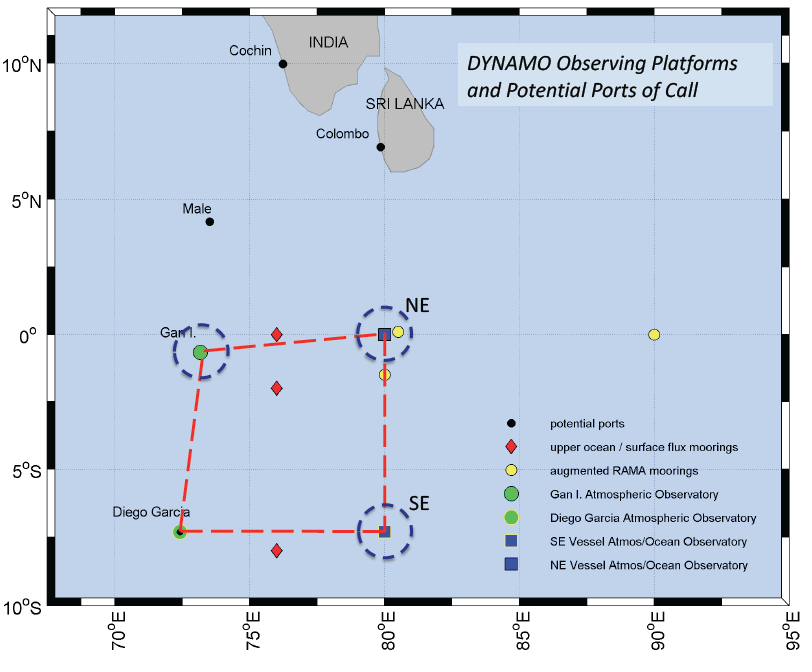 DYNAMO Observing Platforms
and Potential Ports of Call
INDIA
Cochin
SRI LANKA
Colombo
Male
Gan I.
NE
Diego Garcia
SE
potential ports
upper ocean / surface flux moorings
augmented RAMA moorings
Gan I. Atmospheric Observatory
Diego Garcia Atmospheric Observatory
SE Vessel Atmos/Ocean Observatory
NE Vessel Atmos/Ocean Observatory
10°N
5°N
0°
5°S
10°S
70°E
75°E
80°E
85°E
90°E
95°E